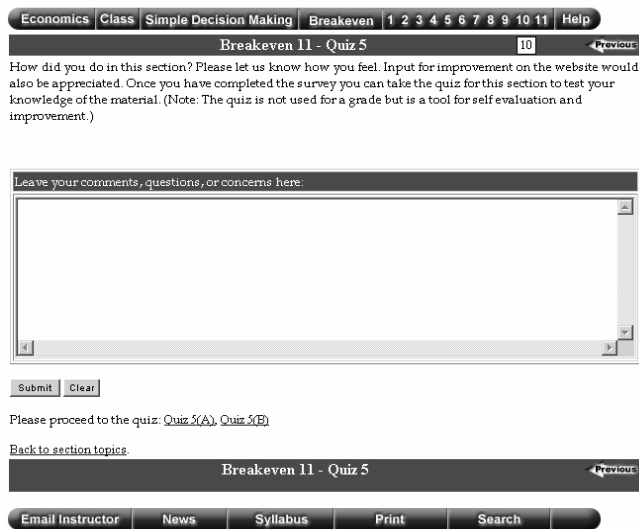 Economics Class Simple Decision Making Breakeven 1 2 3 4 5 6 7 8 9 10 11 Help
Breakeven 11 - Quiz 5 10 Previous
How did you do in this section? Please let us know how you feel. Input for improvement on the website would
also be appreciated. Once you have completed the survey you can take the quiz for this section to test your
knowledge of the material. (Note: The quiz is not used for a grade but is a tool for self evaluation and
improvement.)
Leave your comments, questions, or concerns here:
Submit Clear
Please proceed to the quiz: Quiz 5(A), Quiz 5(B)
Back to section topics.
Breakeven 11 - Quiz 5 Previous
Email Instructor News Syllabus Print Search